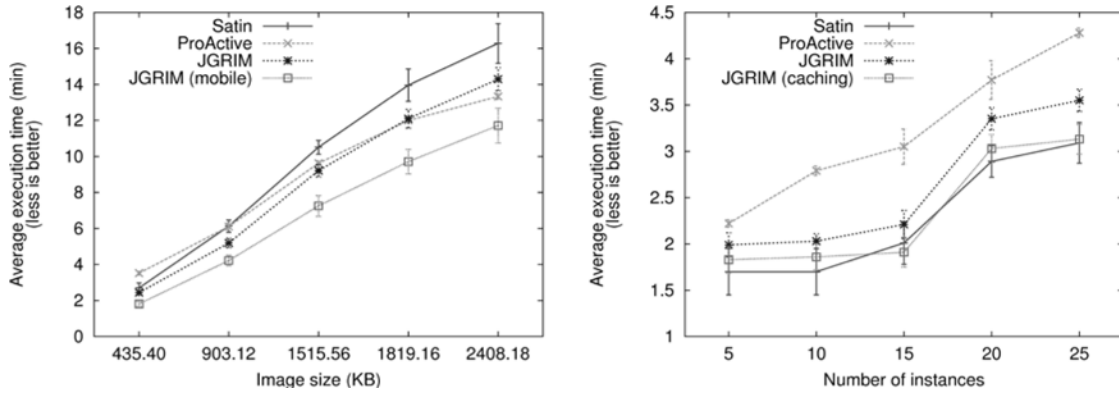 Average execution time (min)
(less is better)
18
16
14
12
10
8
6
4
2
0
Satin
ProActive
JGRIM
JGRIM (mobile)
435.40 903.12 1515.56 1819.16 2408.18
Image size (KB)
Average execution time (min)
(less is better)
4.5
4
3.5
3
2.5
2
1.5
1
Satin
ProActive
JGRIM
JGRIM (caching)
5 10 15 20 25
Number of instances